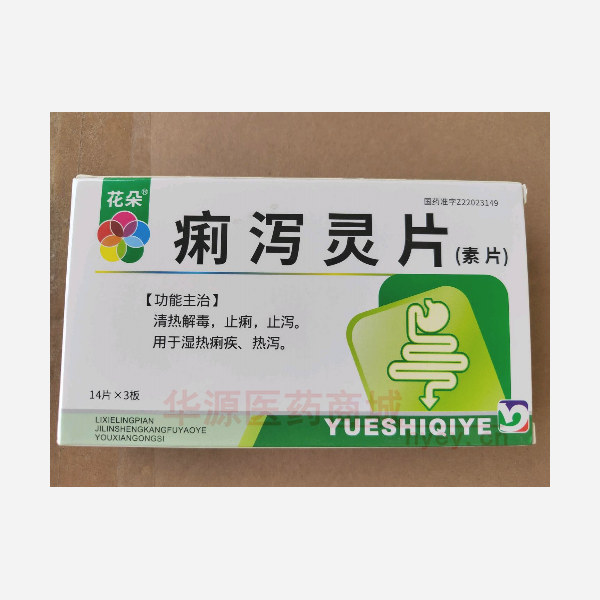 花朵®
国药准字Z22023149
痢泻灵片(素片)
【功能主治】
清热解毒，止痢，止泻。
用于湿热痢疾、热泻。
14片×3板
华源医药商城
LIXIELINGPIAN
JILINSHENGKANGFUYAOYE
YOUXIANGONGSI
YUESHIQIYE